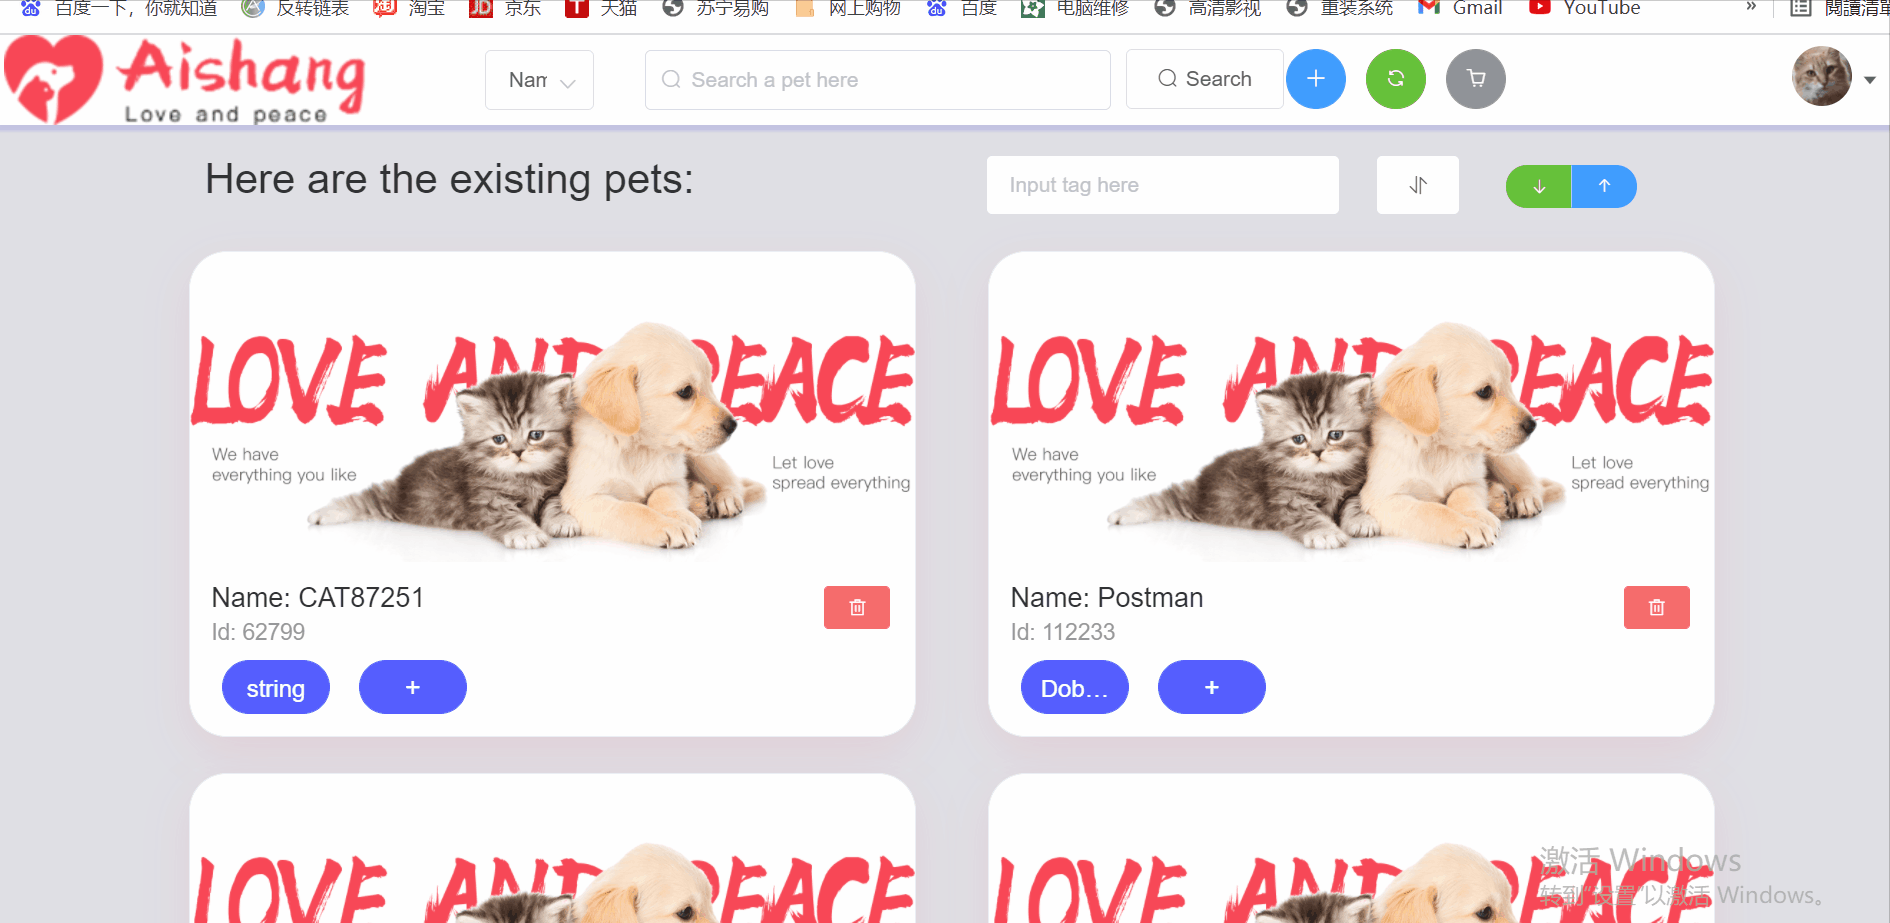 百度一下，你就知道 反转链表 淘宝 京东 天猫 苏宁易购 网上购物 百度 电脑维修 高清影视 重装系统 Gmail YouTube » 閱讀清單
Aishang
Love and peace
Nam
Search a pet here
Search
Here are the existing pets:
Input tag here
LOVE AND PEACE
We have
everything you like
Let love
spread everything
Name: CAT87251
Id: 62799
string +
LOVE AND PEACE
We have
everything you like
Let love
spread everything
Name: Postman
Id: 112233
Dob... +
LOVE AND PEACE
LOVE AND PEACE
激活 Windows
转到"设置"以激活 Windows。